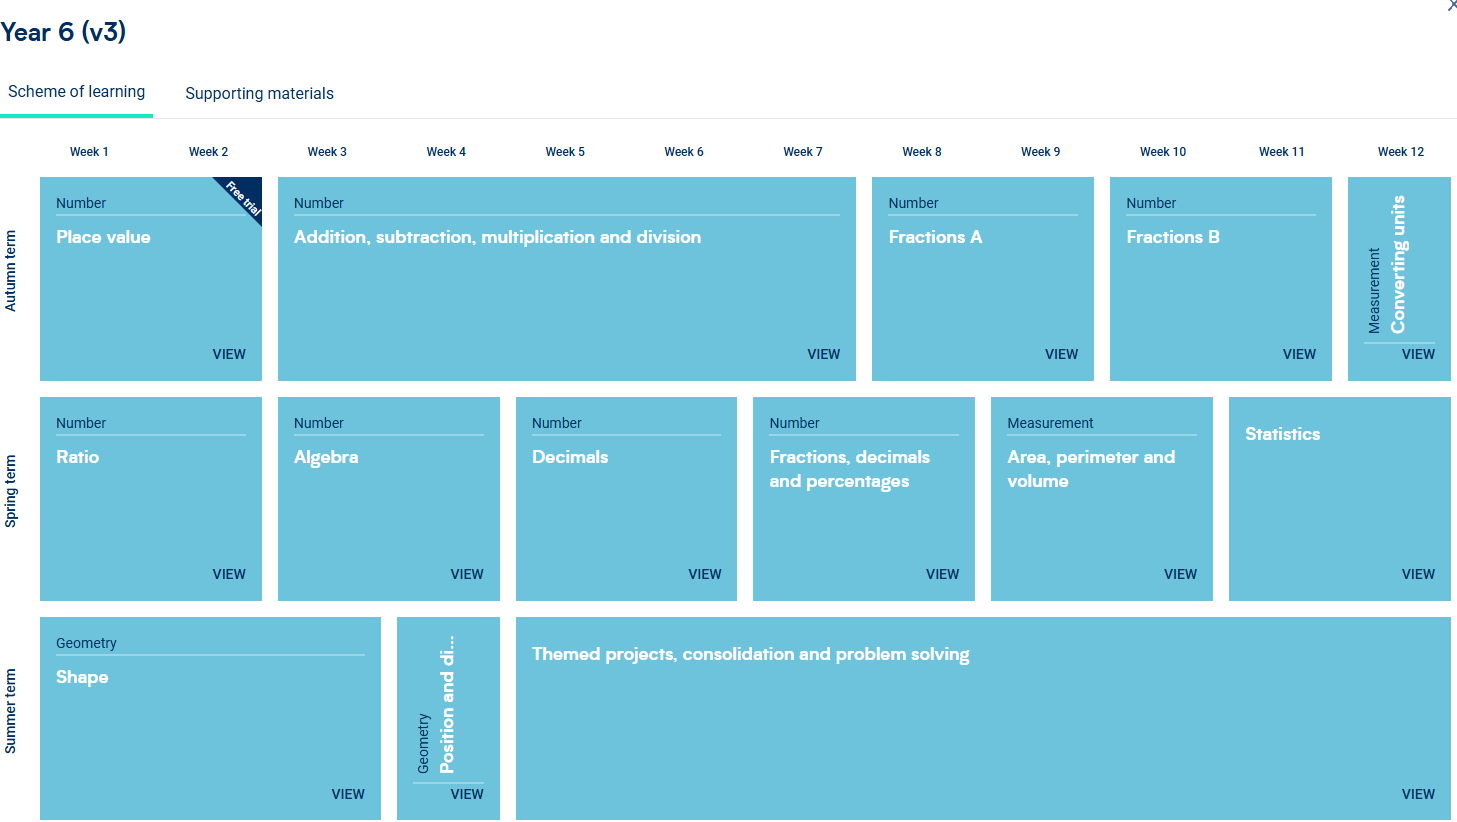 Year 6 (v3)
Scheme of learning
Supporting materials
Week 1
Week 2
Week 3
Week 4
Week 5
Week 6
Week 7
Week 8
Week 9
Week 10
Week 11
Week 12
Autumn term
Number
Free trial
Place value
VIEW
Number
Addition, subtraction, multiplication and division
VIEW
Number
Fractions A
VIEW
Number
Fractions B
VIEW
Measurement
Converting units
VIEW
Spring term
Number
Ratio
VIEW
Number
Algebra
VIEW
Number
Decimals
VIEW
Number
Fractions, decimals
and percentages
VIEW
Measurement
Area, perimeter and
volume
VIEW
Statistics
VIEW
Summer term
Geometry
Shape
VIEW
Geometry
Position and di...
VIEW
Themed projects, consolidation and problem solving
VIEW